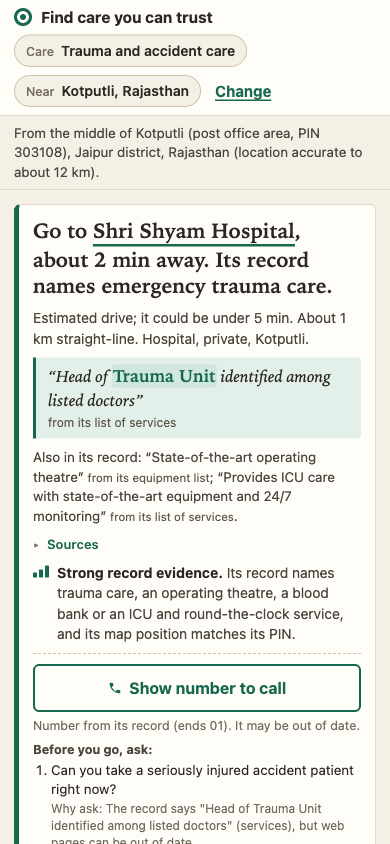 Find care you can trust
Care Trauma and accident care
Near Kotputli, Rajasthan Change
From the middle of Kotputli (post office area, PIN
303108), Jaipur district, Rajasthan (location accurate to
about 12 km).
Go to Shri Shyam Hospital,
about 2 min away. Its record
names emergency trauma care.
Estimated drive; it could be under 5 min. About 1
km straight-line. Hospital, private, Kotputli.
“Head of Trauma Unit identified among
listed doctors”
from its list of services
Also in its record: “State-of-the-art operating
theatre” from its equipment list; “Provides ICU care
with state-of-the-art equipment and 24/7
monitoring” from its list of services.
Sources
Strong record evidence. Its record names
trauma care, an operating theatre, a blood
bank or an ICU and round-the-clock service,
and its map position matches its PIN.
Show number to call
Number from its record (ends 01). It may be out of date.
Before you go, ask:
1. Can you take a seriously injured accident patient
right now?
Why ask: The record says "Head of Trauma Unit
identified among listed doctors" (services), but web
pages can be out of date.